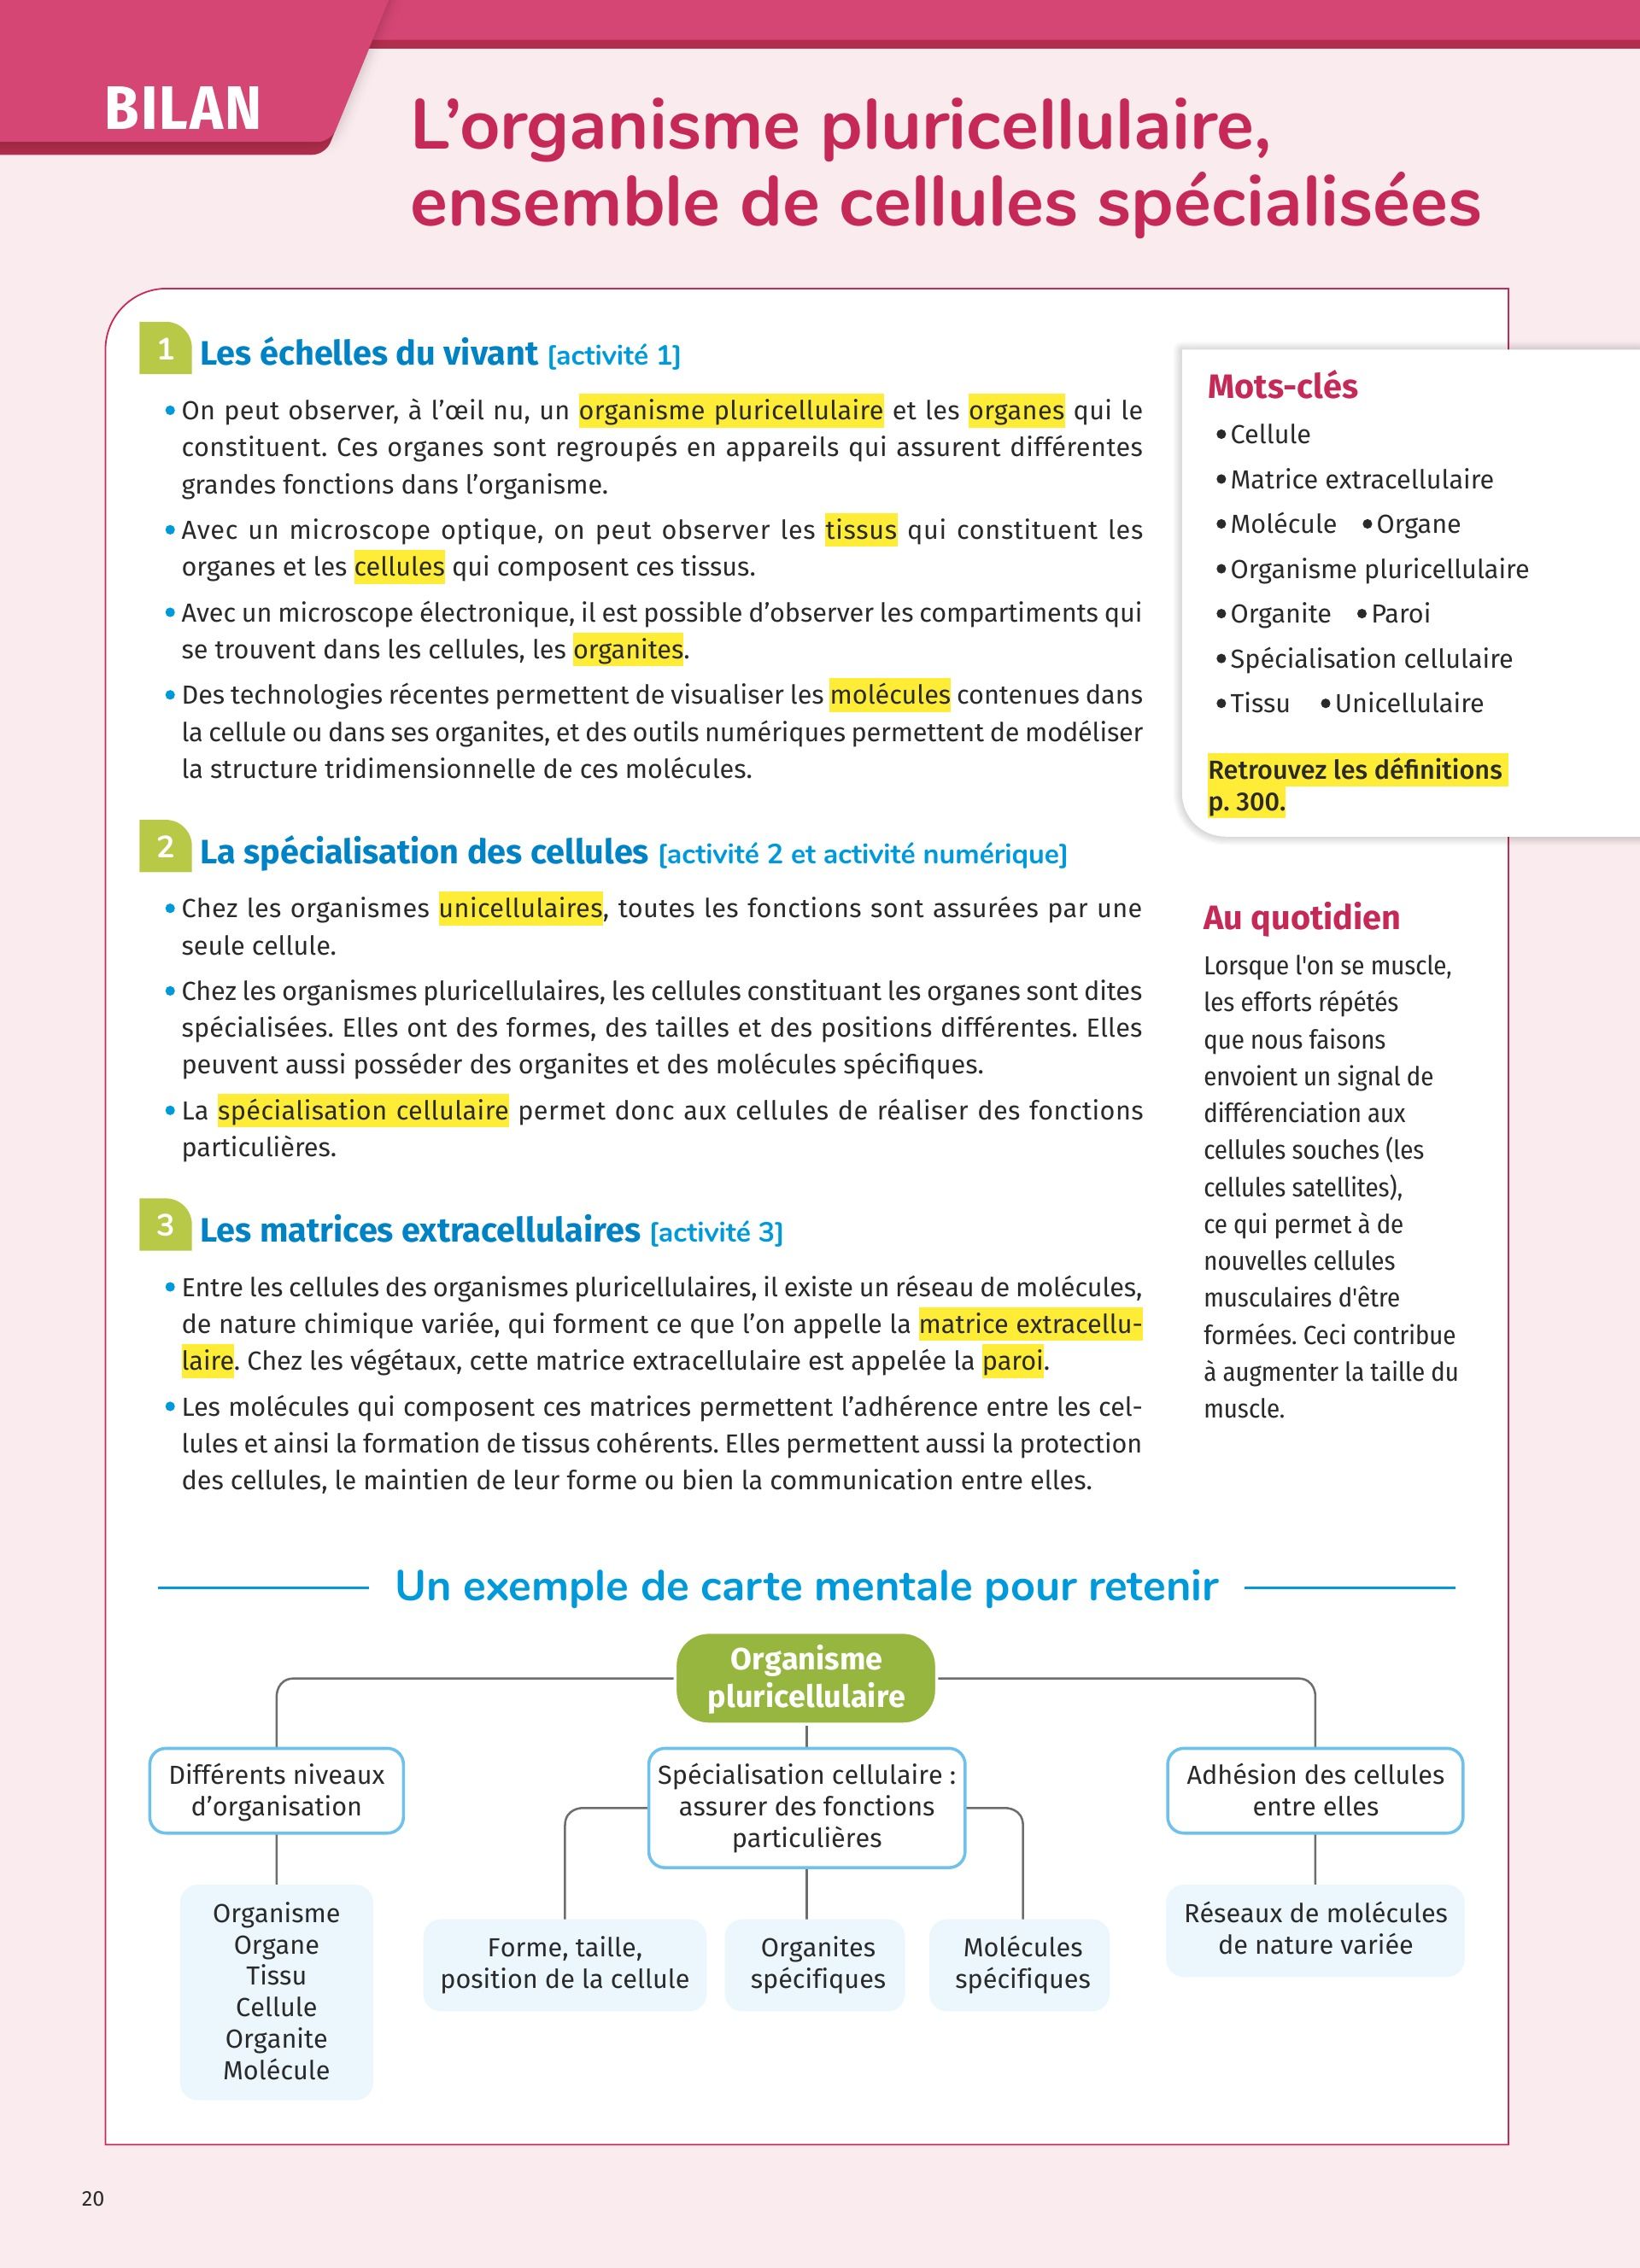 BILAN
L’organisme pluricellulaire,
ensemble de cellules spécialisées
1 Les échelles du vivant [activité 1]
• On peut observer, à l’œil nu, un organisme pluricellulaire et les organes qui le
constituent. Ces organes sont regroupés en appareils qui assurent différentes
grandes fonctions dans l’organisme.
• Avec un microscope optique, on peut observer les tissus qui constituent les
organes et les cellules qui composent ces tissus.
• Avec un microscope électronique, il est possible d’observer les compartiments qui
se trouvent dans les cellules, les organites.
• Des technologies récentes permettent de visualiser les molécules contenues dans
la cellule ou dans ses organites, et des outils numériques permettent de modéliser
la structure tridimensionnelle de ces molécules.
2 La spécialisation des cellules [activité 2 et activité numérique]
• Chez les organismes unicellulaires, toutes les fonctions sont assurées par une
seule cellule.
• Chez les organismes pluricellulaires, les cellules constituant les organes sont dites
spécialisées. Elles ont des formes, des tailles et des positions différentes. Elles
peuvent aussi posséder des organites et des molécules spécifiques.
• La spécialisation cellulaire permet donc aux cellules de réaliser des fonctions
particulières.
3 Les matrices extracellulaires [activité 3]
• Entre les cellules des organismes pluricellulaires, il existe un réseau de molécules,
de nature chimique variée, qui forment ce que l’on appelle la matrice extracellu-
laire. Chez les végétaux, cette matrice extracellulaire est appelée la paroi.
• Les molécules qui composent ces matrices permettent l’adhérence entre les cel-
lules et ainsi la formation de tissus cohérents. Elles permettent aussi la protection
des cellules, le maintien de leur forme ou bien la communication entre elles.
Mots-clés
• Cellule
• Matrice extracellulaire
• Molécule • Organe
• Organisme pluricellulaire
• Organite • Paroi
• Spécialisation cellulaire
• Tissu • Unicellulaire
Retrouvez les définitions
p. 300.
Au quotidien
Lorsque l'on se muscle,
les efforts répétés
que nous faisons
envoient un signal de
différenciation aux
cellules souches (les
cellules satellites),
ce qui permet à de
nouvelles cellules
musculaires d'être
formées. Ceci contribue
à augmenter la taille du
muscle.
Un exemple de carte mentale pour retenir
Organisme
pluricellulaire
Différents niveaux
d’organisation
Organisme
Organe
Tissu
Cellule
Organite
Molécule
Spécialisation cellulaire :
assurer des fonctions
particulières
Forme, taille,
position de la cellule
Organites
spécifiques
Molécules
spécifiques
Adhésion des cellules
entre elles
Réseaux de molécules
de nature variée
20